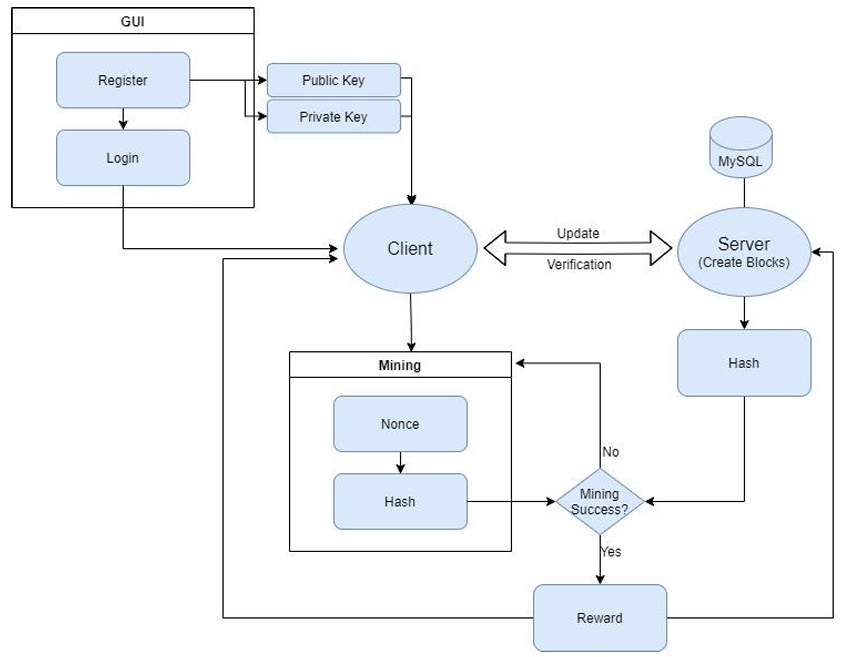 GUI
Register
Public Key
Private Key
Login
MySQL
Client
Update
Verification
Server
(Create Blocks)
Mining
Hash
Nonce
No
Hash
Mining
Success?
Yes
Reward